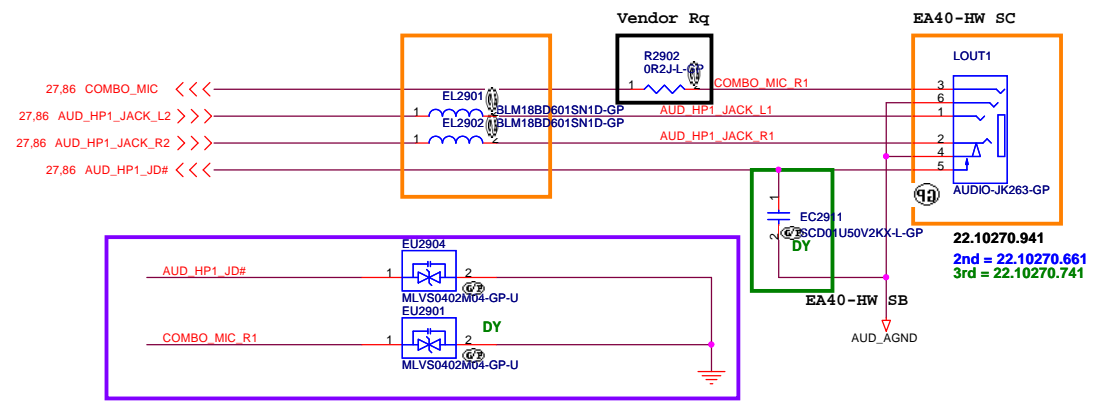 Vendor Rq
EA40-HW SC
R2902
0R2J-L-GP
LOUT1
27,86 COMBO_MIC
1
2
COMBO_MIC_R1
3
EL2901
6
27,86 AUD_HP1_JACK_L2
1
BLM18BD601SN1D-GP
AUD_HP1_JACK_L1
1
EL2902
BLM18BD601SN1D-GP
27,86 AUD_HP1_JACK_R2
1
2
AUD_HP1_JACK_R1
2
4
27,86 AUD_HP1_JD#
5
AUDIO-JK263-GP
1
EC2911
SCD01U50V2KX-L-GP
2
DY
22.10270.941
2nd = 22.10270.661
3rd = 22.10270.741
EA40-HW SB
AUD_AGND
EU2904
AUD_HP1_JD#
1
2
MLVS0402M04-GP-U
EU2901
DY
COMBO_MIC_R1
1
2
MLVS0402M04-GP-U